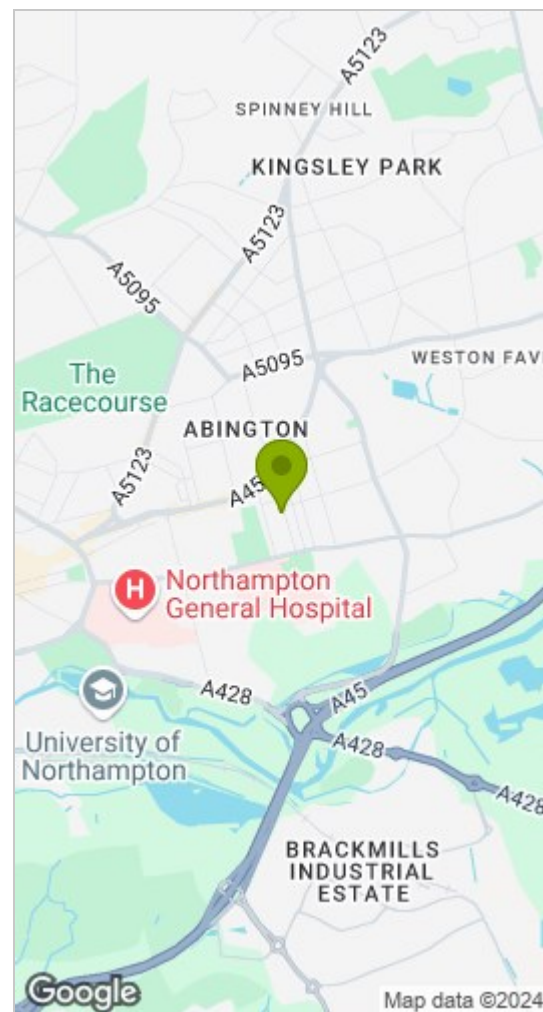 A5123
SPINNEY HILL
KINGSLEY PARK
A5123
A5095
A5095
WESTON FAV
The
Racecourse
ABINGTON
A5123
A45
H
Northampton
General Hospital
A428
A45
University of
Northampton
A428
A428
BRACKMILLS
INDUSTRIAL
ESTATE
Google
Map data ©2024